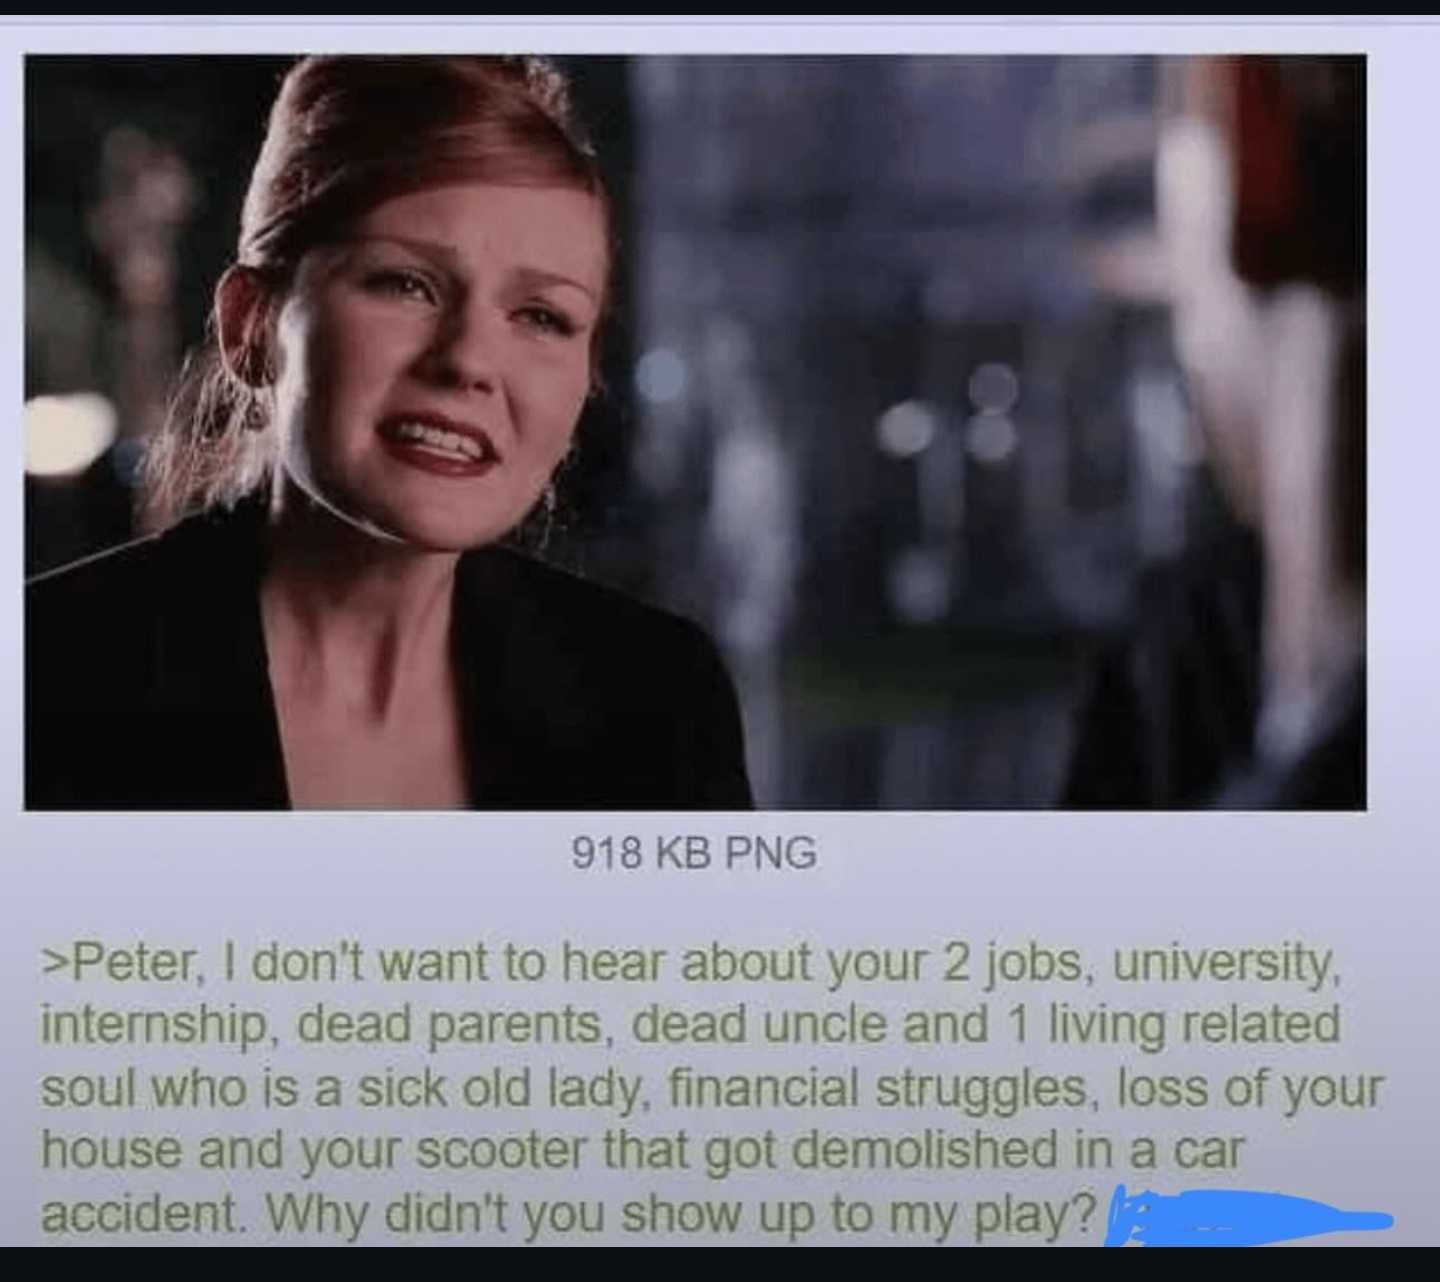 918 KB PNG
>Peter, I don't want to hear about your 2 jobs, university,
internship, dead parents, dead uncle and 1 living related
soul who is a sick old lady, financial struggles, loss of your
house and your scooter that got demolished in a car
accident. Why didn't you show up to my play?